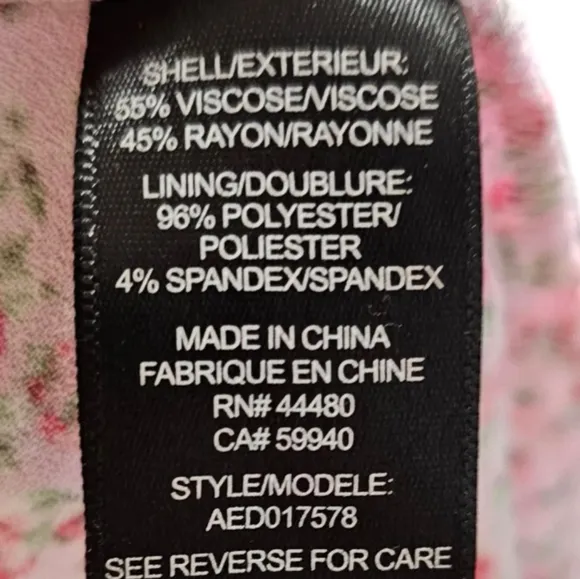 SHELL/EXTERIEUR:
55% VISCOSE/VISCOSE
45% RAYON/RAYONNE
LINING/DOUBLURE:
96% POLYESTER/
POLIESTER
4% SPANDEX/SPANDEX
MADE IN CHINA
FABRIQUE EN CHINE
RN# 44480
CA# 59940
STYLE/MODELE:
AED017578
SEE REVERSE FOR CARE